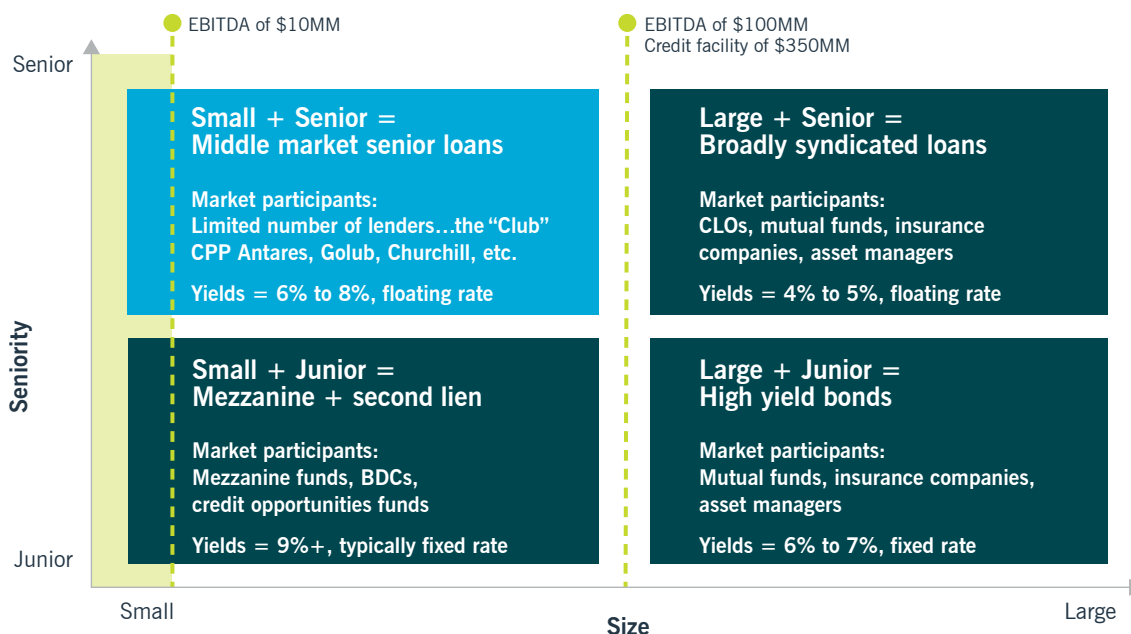 EBITDA of $10MM
EBITDA of $100MM
Credit facility of $350MM
Senior
Small + Senior =
Middle market senior loans
Market participants:
Limited number of lenders…the “Club”
CPP Antares, Golub, Churchill, etc.
Yields = 6% to 8%, floating rate
Large + Senior =
Broadly syndicated loans
Market participants:
CLOs, mutual funds, insurance
companies, asset managers
Yields = 4% to 5%, floating rate
Seniority
Small + Junior =
Mezzanine + second lien
Market participants:
Mezzanine funds, BDCs,
credit opportunities funds
Yields = 9%+, typically fixed rate
Large + Junior =
High yield bonds
Market participants:
Mutual funds, insurance companies,
asset managers
Yields = 6% to 7%, fixed rate
Junior
Small
Large
Size